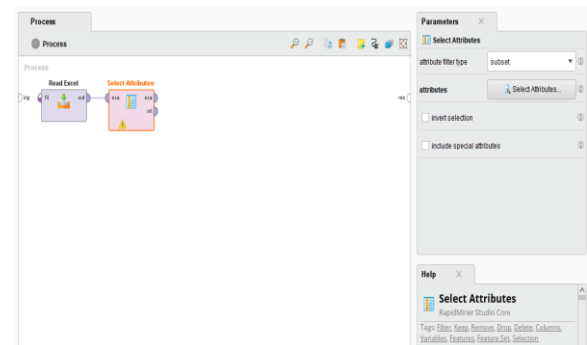 Process
Process
Process
Read Excel
Select Attributes
inp
fil
out
exa
exa
ori
res
Parameters
Select Attributes
attribute filter type
subset
attributes
Select Attributes...
invert selection
include special attributes
Help
Select Attributes
RapidMiner Studio Core
Tags: Filter, Keep, Remove, Drop, Delete, Columns,
Variables, Features, Feature Set, Selection